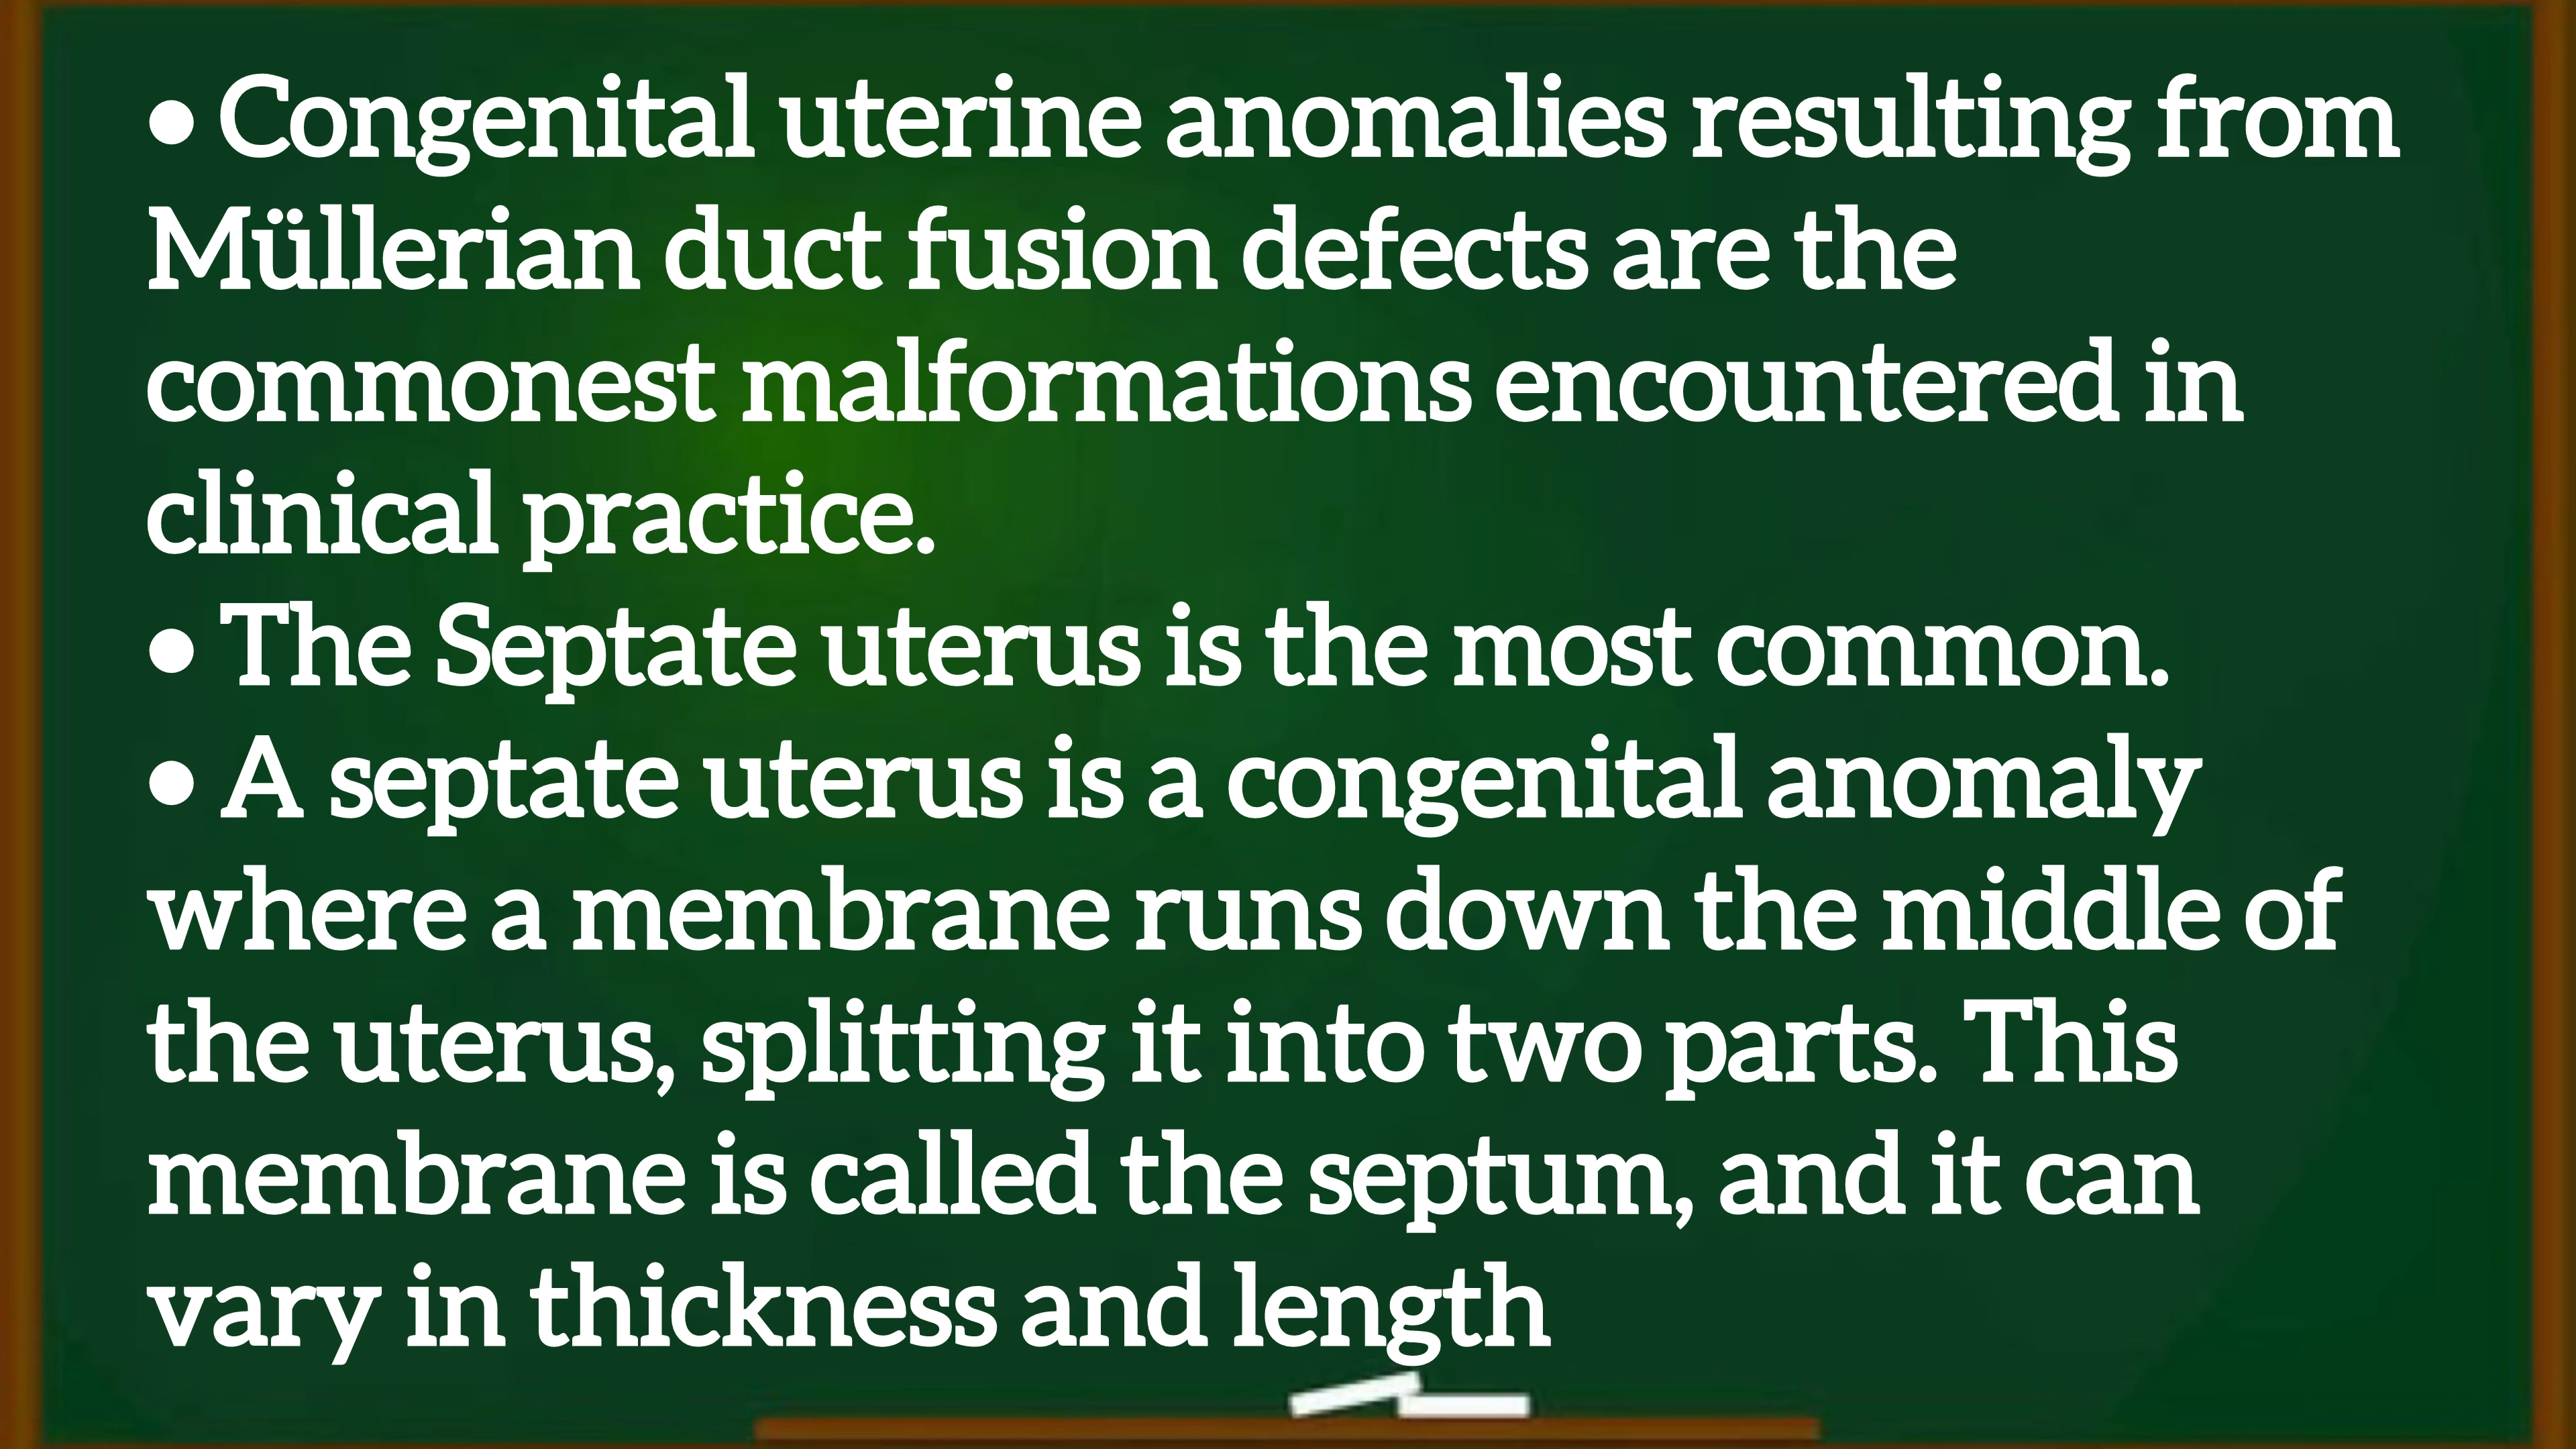 • Congenital uterine anomalies resulting from
Müllerian duct fusion defects are the
commonest malformations encountered in
clinical practice.
• The Septate uterus is the most common.
• A septate uterus is a congenital anomaly
where a membrane runs down the middle of
the uterus, splitting it into two parts. This
membrane is called the septum, and it can
vary in thickness and length